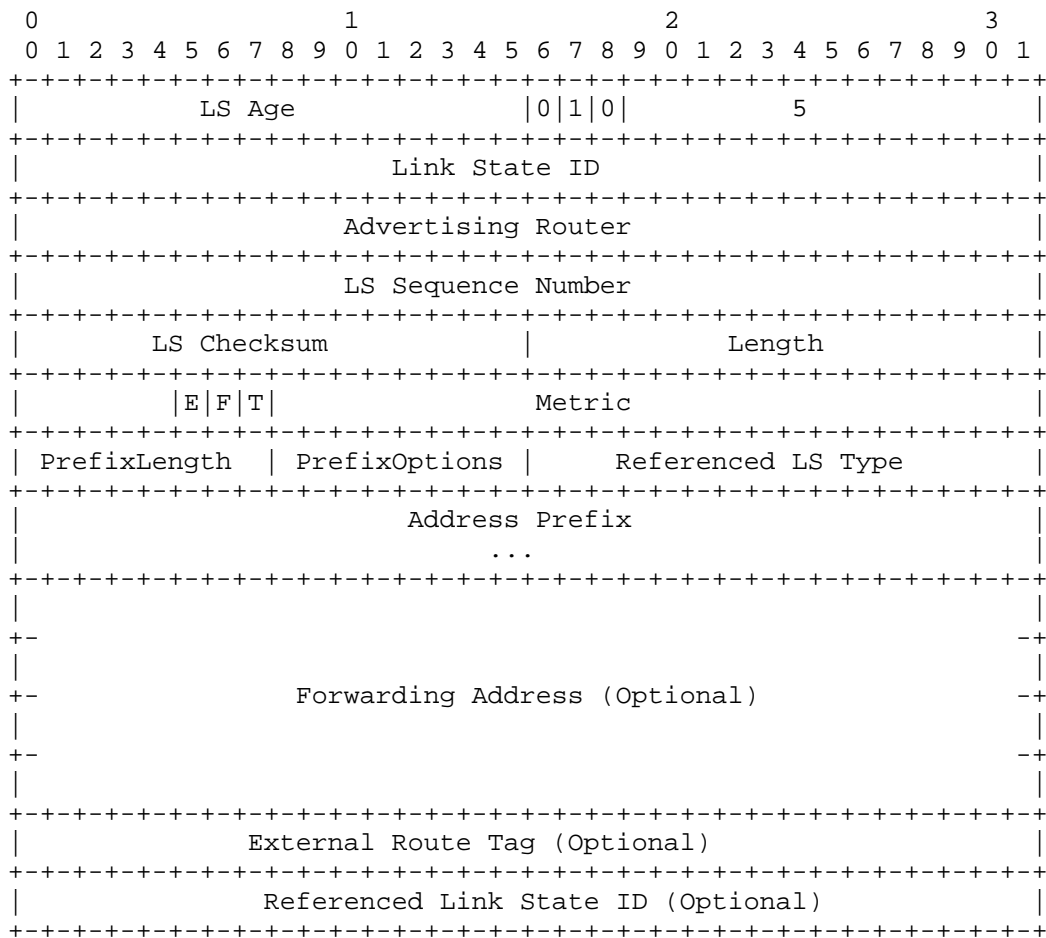 0                   1                   2                   3
 0 1 2 3 4 5 6 7 8 9 0 1 2 3 4 5 6 7 8 9 0 1 2 3 4 5 6 7 8 9 0 1
+-+-+-+-+-+-+-+-+-+-+-+-+-+-+-+-+-+-+-+-+-+-+-+-+-+-+-+-+-+-+-+-+
|           LS Age              |0|1|0|          5              |
+-+-+-+-+-+-+-+-+-+-+-+-+-+-+-+-+-+-+-+-+-+-+-+-+-+-+-+-+-+-+-+-+
|                       Link State ID                           |
+-+-+-+-+-+-+-+-+-+-+-+-+-+-+-+-+-+-+-+-+-+-+-+-+-+-+-+-+-+-+-+-+
|                    Advertising Router                         |
+-+-+-+-+-+-+-+-+-+-+-+-+-+-+-+-+-+-+-+-+-+-+-+-+-+-+-+-+-+-+-+-+
|                    LS Sequence Number                         |
+-+-+-+-+-+-+-+-+-+-+-+-+-+-+-+-+-+-+-+-+-+-+-+-+-+-+-+-+-+-+-+-+
|        LS Checksum            |            Length             |
+-+-+-+-+-+-+-+-+-+-+-+-+-+-+-+-+-+-+-+-+-+-+-+-+-+-+-+-+-+-+-+-+
|         |E|F|T|                Metric                         |
+-+-+-+-+-+-+-+-+-+-+-+-+-+-+-+-+-+-+-+-+-+-+-+-+-+-+-+-+-+-+-+-+
| PrefixLength  | PrefixOptions |     Referenced LS Type        |
+-+-+-+-+-+-+-+-+-+-+-+-+-+-+-+-+-+-+-+-+-+-+-+-+-+-+-+-+-+-+-+-+
|                        Address Prefix                         |
|                             ...                               |
+-+-+-+-+-+-+-+-+-+-+-+-+-+-+-+-+-+-+-+-+-+-+-+-+-+-+-+-+-+-+-+-+
|                                                               |
+-                                                             -+
|                                                               |
+-                Forwarding Address (Optional)                -+
|                                                               |
+-                                                             -+
|                                                               |
+-+-+-+-+-+-+-+-+-+-+-+-+-+-+-+-+-+-+-+-+-+-+-+-+-+-+-+-+-+-+-+-+
|              External Route Tag (Optional)                    |
+-+-+-+-+-+-+-+-+-+-+-+-+-+-+-+-+-+-+-+-+-+-+-+-+-+-+-+-+-+-+-+-+
|               Referenced Link State ID (Optional)             |
+-+-+-+-+-+-+-+-+-+-+-+-+-+-+-+-+-+-+-+-+-+-+-+-+-+-+-+-+-+-+-+-+